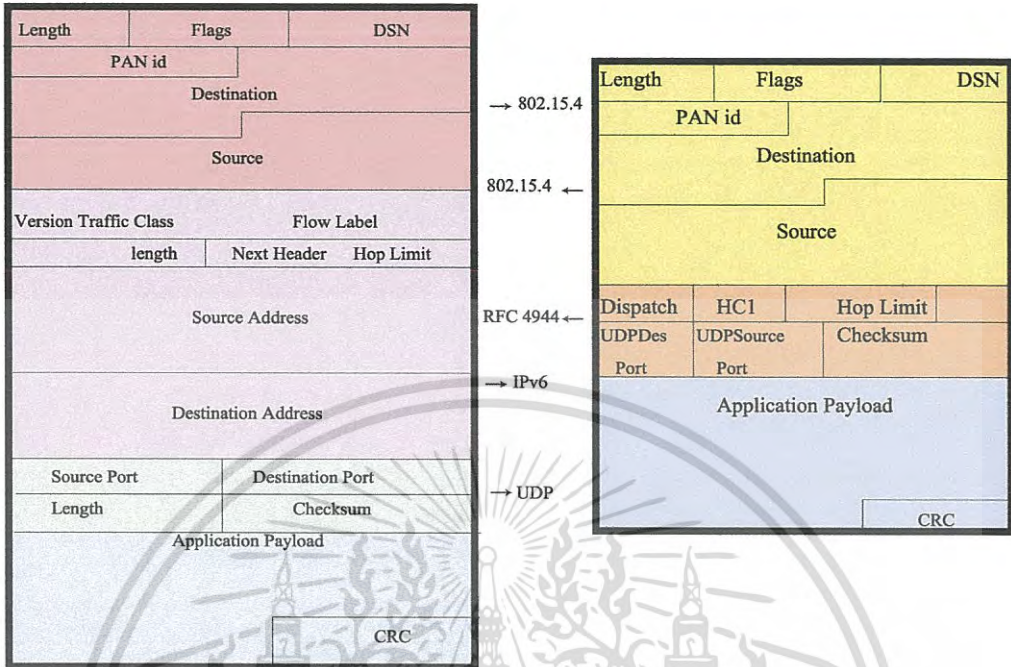 Length Flags DSN
PAN id
Destination
Source
Version Traffic Class Flow Label
length Next Header Hop Limit
Source Address
Destination Address
Source Port Destination Port
Length Checksum
Application Payload
CRC
→ 802.15.4
802.15.4 ←
RFC 4944 ←
→ IPv6
→ UDP
Length Flags DSN
PAN id
Destination
Source
Dispatch HC1 Hop Limit
UDPDes UDPSource Checksum
Port Port
Application Payload
CRC